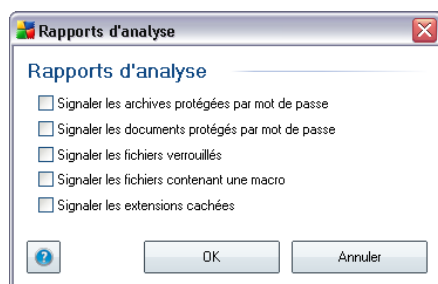 Rapports d'analyse
Rapports d'analyse
Signaler les archives protégées par mot de passe
Signaler les documents protégés par mot de passe
Signaler les fichiers verrouillés
Signaler les fichiers contenant une macro
Signaler les extensions cachées
?
OK
Annuler